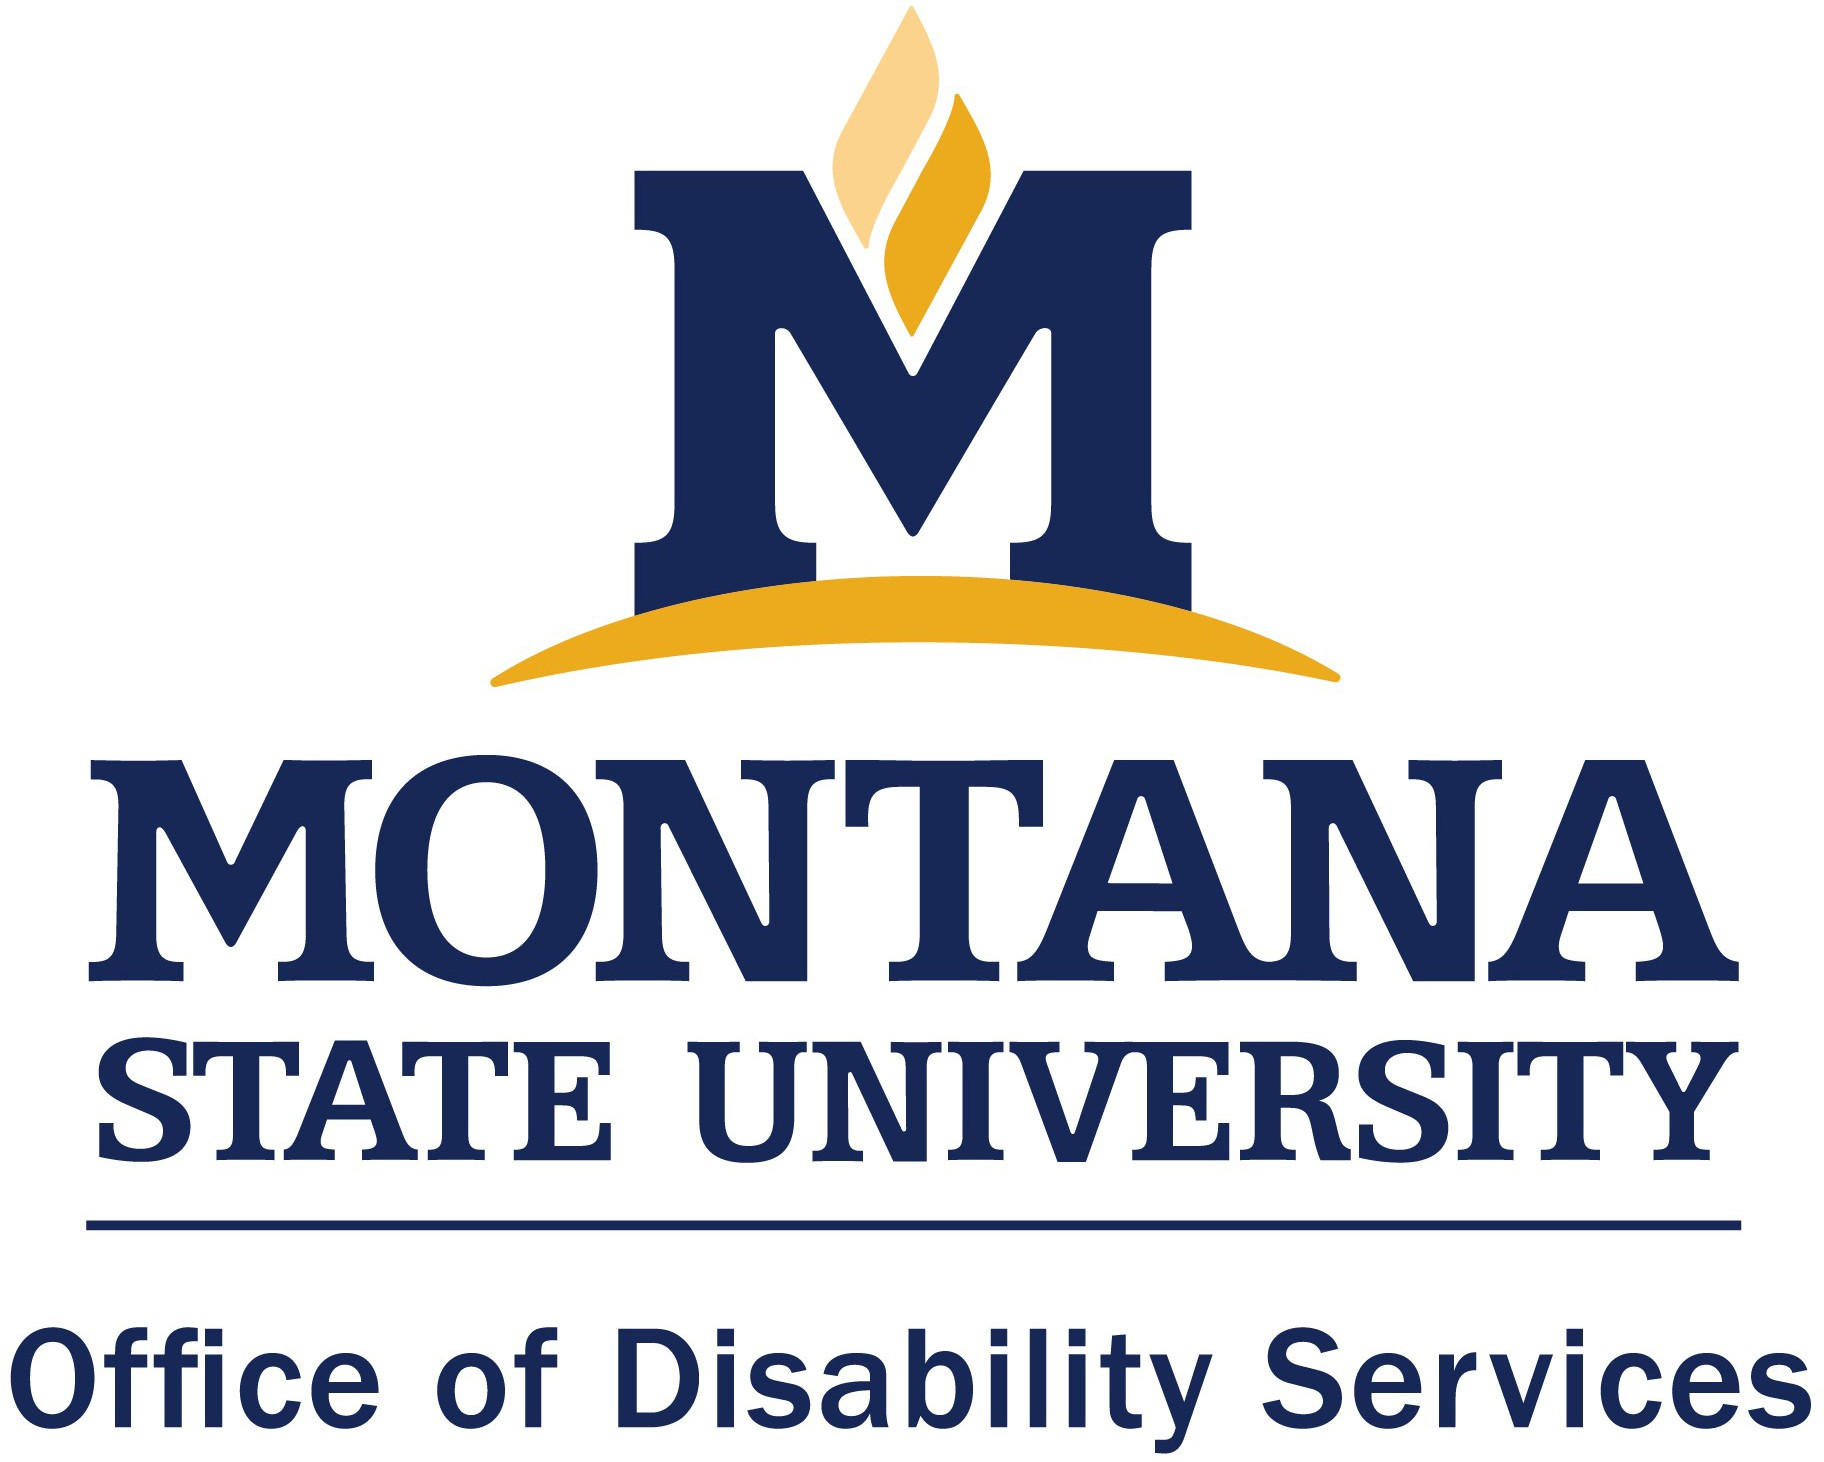 M
MONTANA
STATE UNIVERSITY
Office of Disability Services